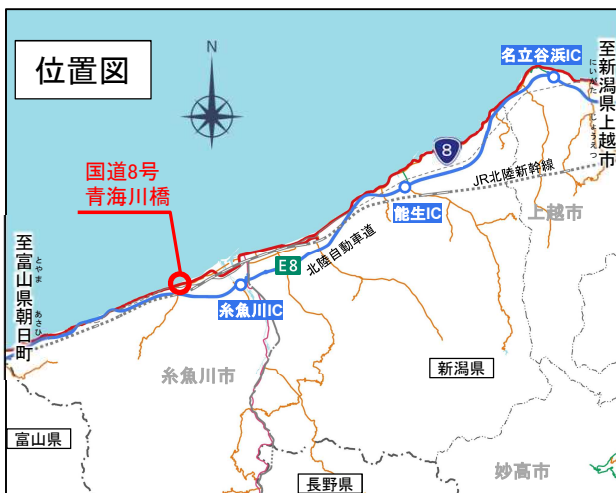 位置図
N
名立谷浜IC
至新潟県上越市
にいがた
じょうえつ
8
国道8号
青海川橋
JR北陸新幹線
能生IC
上越市
北陸自動車道
E8
至富山県朝日町
とやま
あさひ
糸魚川IC
糸魚川市
新潟県
富山県
長野県
妙高市